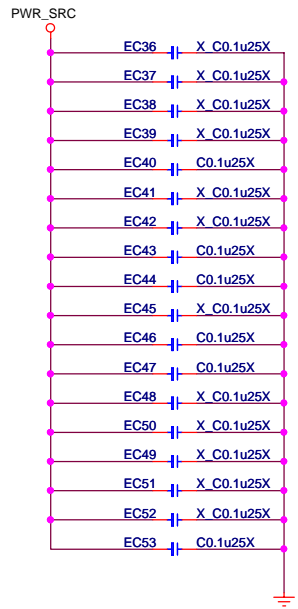 PWR_SRC
EC36 X_C0.1u25X
EC37 X_C0.1u25X
EC38 X_C0.1u25X
EC39 X_C0.1u25X
EC40 C0.1u25X
EC41 X_C0.1u25X
EC42 X_C0.1u25X
EC43 C0.1u25X
EC44 C0.1u25X
EC45 X_C0.1u25X
EC46 C0.1u25X
EC47 C0.1u25X
EC48 X_C0.1u25X
EC50 X_C0.1u25X
EC49 X_C0.1u25X
EC51 X_C0.1u25X
EC52 X_C0.1u25X
EC53 C0.1u25X